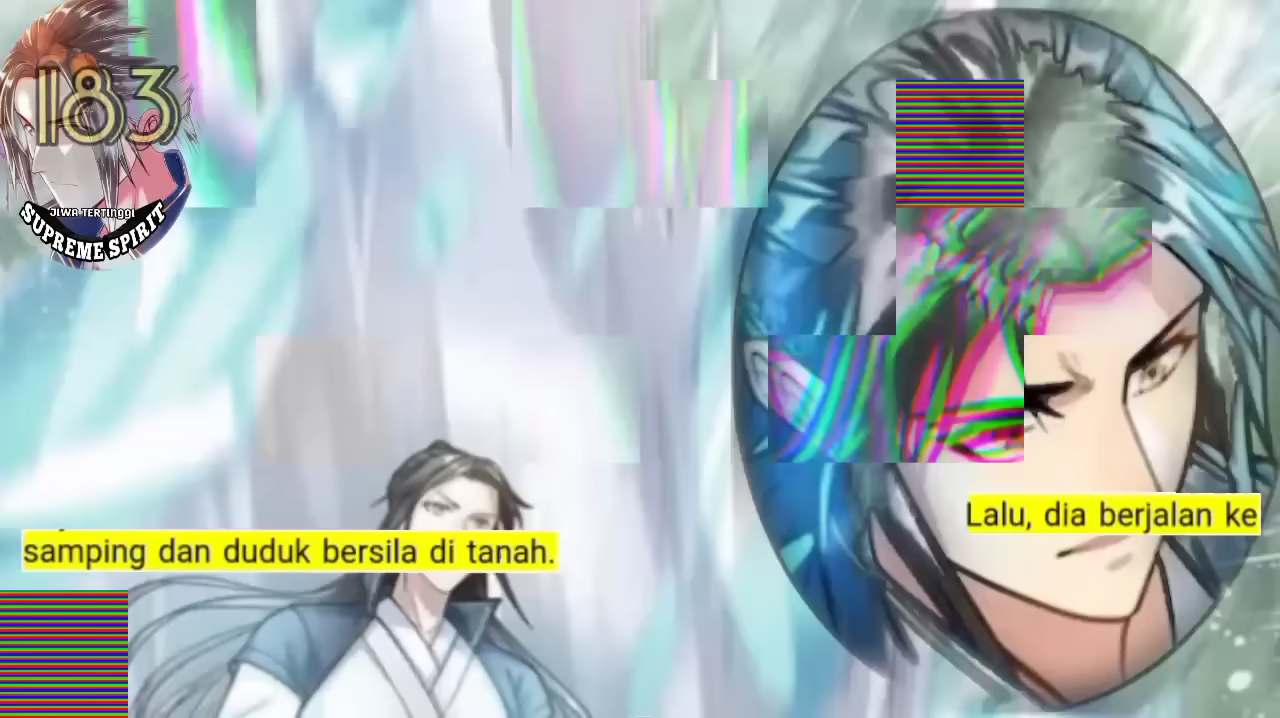 183
JIWA TERTINGGI
SUPREME SPIRIT
Lalu, dia berjalan ke
samping dan duduk bersila di tanah.